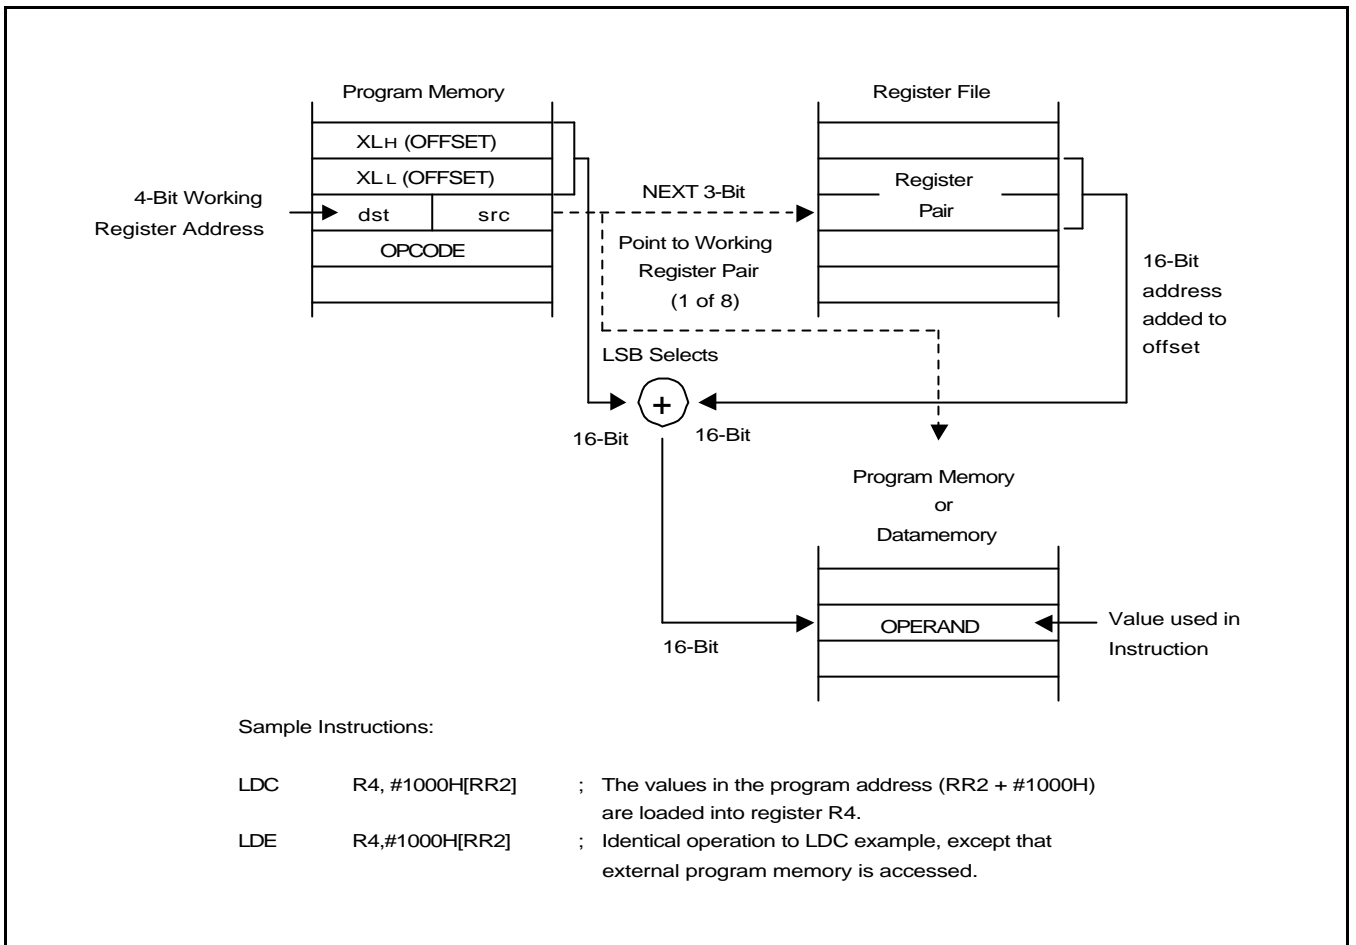 Program Memory
Register File
XLH (OFFSET)
XLL (OFFSET)
4-Bit Working
Register Address
dst
src
OPCODE
NEXT 3-Bit
Point to Working
Register Pair
(1 of 8)
Register
Pair
16-Bit
address
added to
offset
LSB Selects
+
16-Bit
16-Bit
Program Memory
or
Datamemory
OPERAND
Value used in
Instruction
16-Bit
Sample Instructions:
LDC R4, #1000H[RR2] ; The values in the program address (RR2 + #1000H)
are loaded into register R4.
LDE R4,#1000H[RR2] ; Identical operation to LDC example, except that
external program memory is accessed.